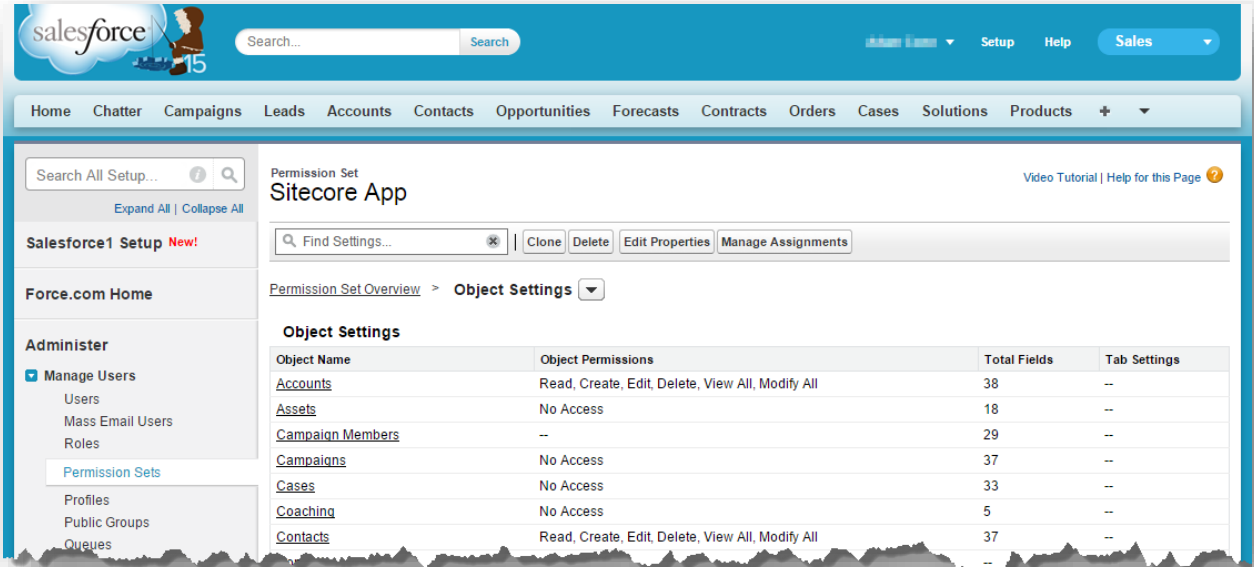 salesforce
15
Search... Search Setup Help Sales
Home Chatter Campaigns Leads Accounts Contacts Opportunities Forecasts Contracts Orders Cases Solutions Products +
Search All Setup...
Expand All | Collapse All
Salesforce1 Setup New!
Force.com Home
Administer
Manage Users
Users
Mass Email Users
Roles
Permission Sets
Profiles
Public Groups
Queues
Permission Set
Sitecore App
Video Tutorial | Help for this Page ?
Find Settings... | Clone Delete Edit Properties Manage Assignments
Permission Set Overview > Object Settings
Object Settings
Object Name Object Permissions Total Fields Tab Settings
Accounts Read, Create, Edit, Delete, View All, Modify All 38 --
Assets No Access 18 --
Campaign Members -- 29 --
Campaigns No Access 37 --
Cases No Access 33 --
Coaching No Access 5 --
Contacts Read, Create, Edit, Delete, View All, Modify All 37 --